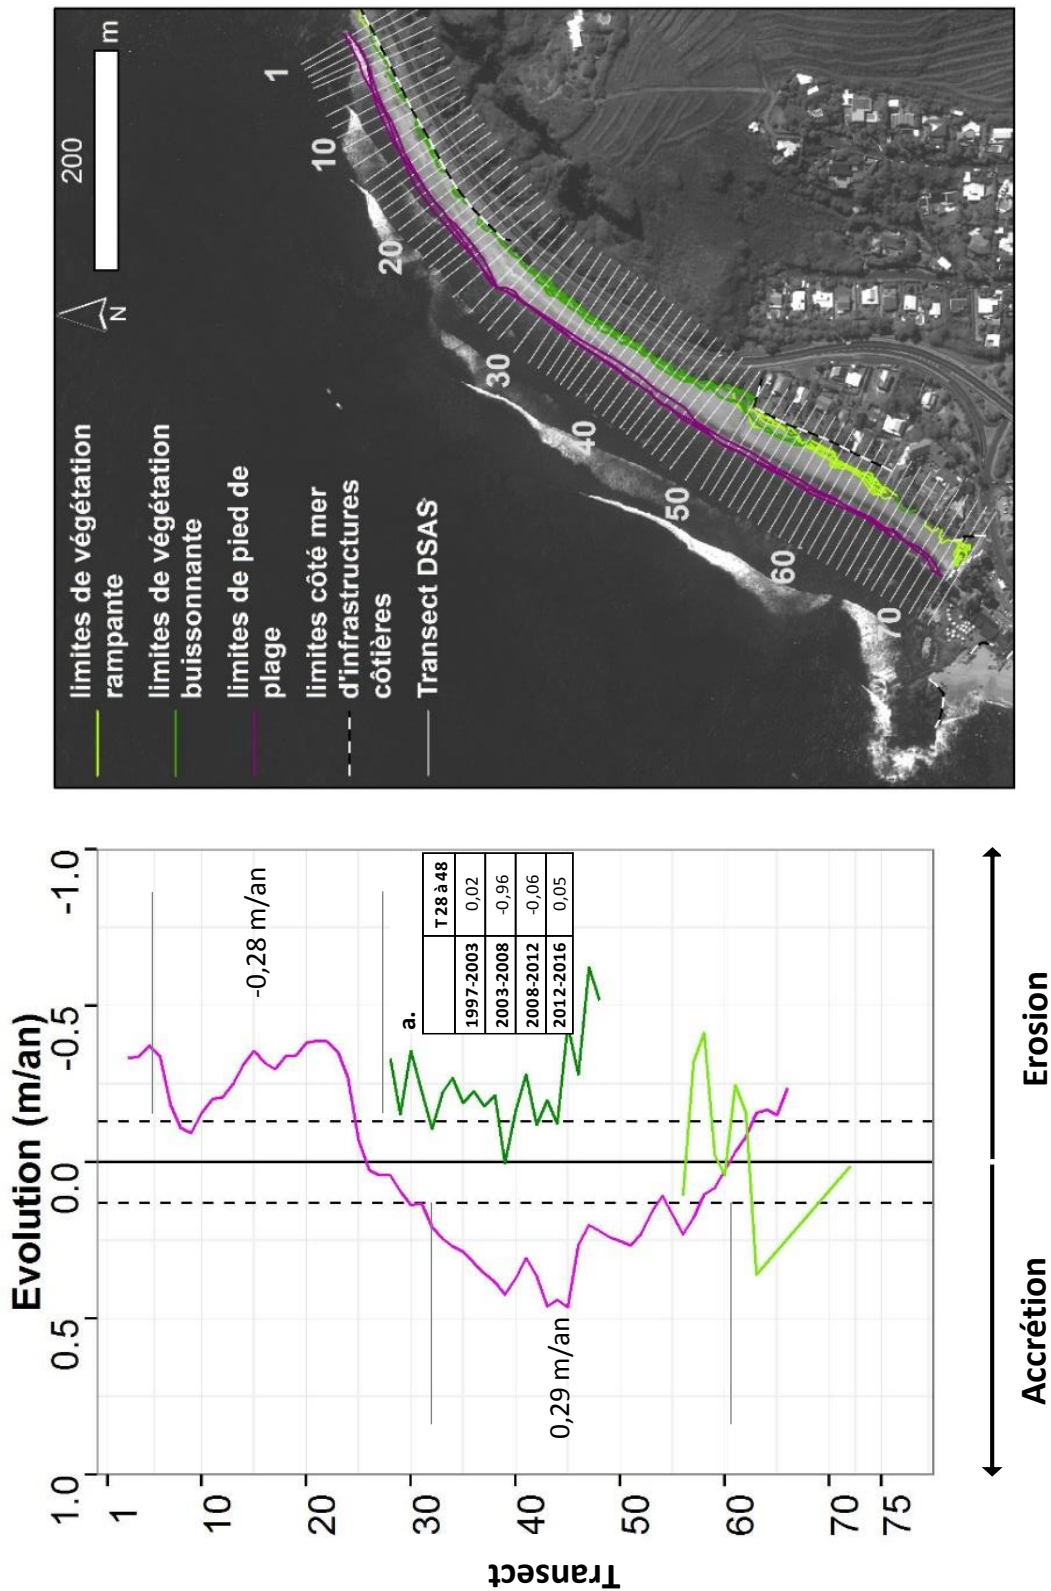 Evolution (m/an)
1.0
0.5
0.0
-0.5
-1.0
Transect
1
10
20
30
40
50
60
70
75
-0,28 m/an
0,29 m/an
a.
T 28 à 48
1997-2003 0,02
2003-2008 -0,96
2008-2012 -0,06
2012-2016 0,05
Accrétion
Erosion
limites de végétation
rampante
limites de végétation
buissonnante
limites de pied de
plage
limites côté mer
d'infrastructures
côtières
Transect DSAS
N
200
m
1
10
20
30
40
50
60
70